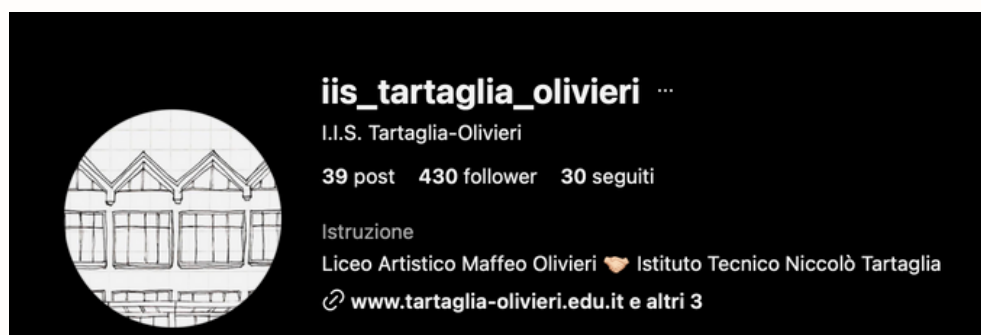 iis_tartaglia_olivieri ...
I.I.S. Tartaglia-Olivieri
39 post 430 follower 30 seguiti
Istruzione
Liceo Artistico Maffeo Olivieri 🤝🏻 Istituto Tecnico Niccolò Tartaglia
www.tartaglia-olivieri.edu.it e altri 3